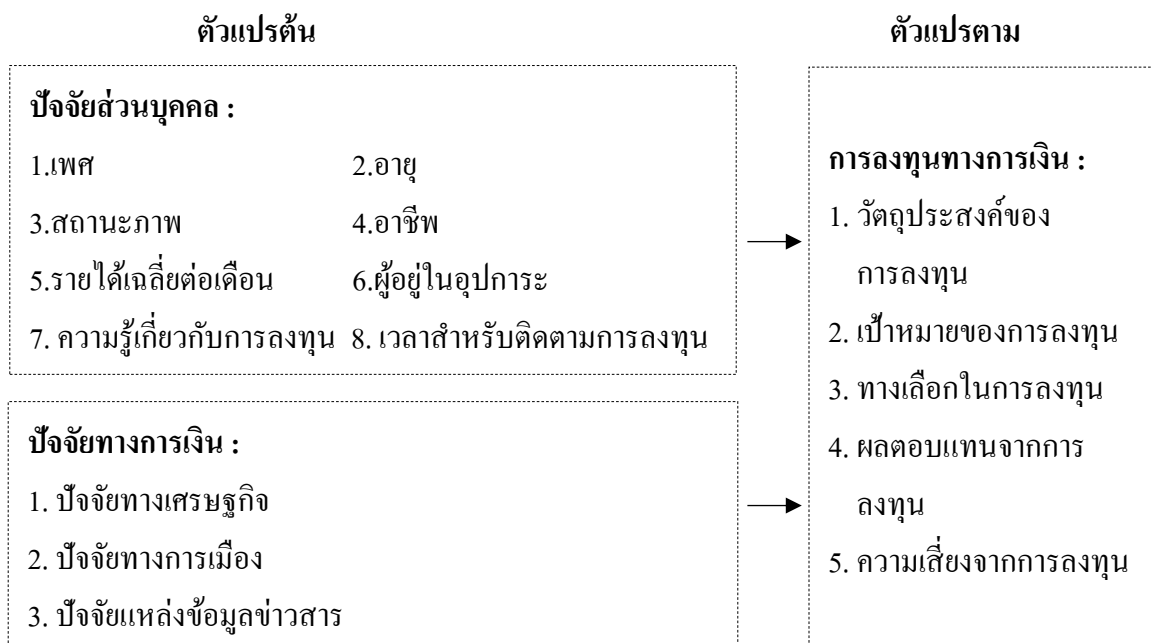 ตัวแปรต้น
ตัวแปรตาม
ปัจจัยส่วนบุคคล :
1.เพศ 2.อายุ
3.สถานะภาพ 4.อาชีพ
5.รายได้เฉลี่ยต่อเดือน 6.ผู้อยู่ในอุปการะ
7. ความรู้เกี่ยวกับการลงทุน 8. เวลาสำหรับติดตามการลงทุน
ปัจจัยทางการเงิน :
1. ปัจจัยทางเศรษฐกิจ
2. ปัจจัยทางการเมือง
3. ปัจจัยแหล่งข้อมูลข่าวสาร
การลงทุนทางการเงิน :
1. วัตถุประสงค์ของ
การลงทุน
2. เป้าหมายของการลงทุน
3. ทางเลือกในการลงทุน
4. ผลตอบแทนจากการ
ลงทุน
5. ความเสี่ยงจากการลงทุน